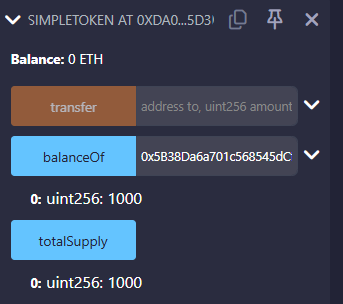 SIMPLETOKEN AT 0XDA0...5D3
Balance: 0 ETH
transfer address to, uint256 amount
balanceOf 0x5B38Da6a701c568545dC
0: uint256: 1000
totalSupply
0: uint256: 1000